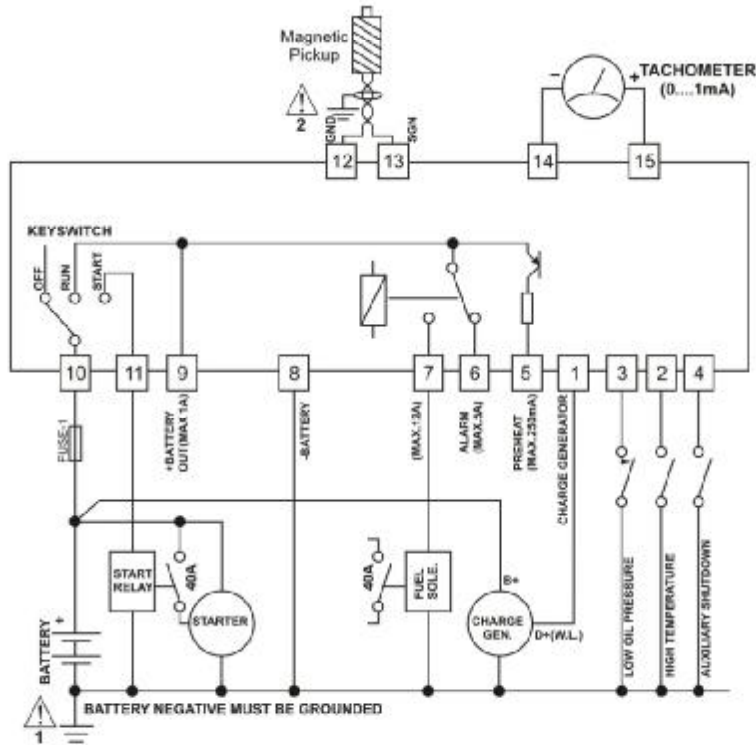 Magnetic
Pickup
TACHOMETER
(0....1mA)
−
+
2
GND
SGN
12
13
14
15
KEYSWITCH
OFF
RUN
START
10
11
9
8
7
6
5
1
3
2
4
FUSE-1
+BATTERY
OUT(MAX 1A)
-BATTERY
ALARM
(MAX.5A)
PREHEAT
(MAX.250mA)
CHARGE GENERATOR
START
RELAY
40A
STARTER
40A
FUEL
SOLE.
B+
CHARGE
GEN.
D+(W.L.)
LOW OIL PRESSURE
HIGH TEMPERATURE
AUXILIARY SHUTDOWN
BATTERY
+
1
BATTERY NEGATIVE MUST BE GROUNDED